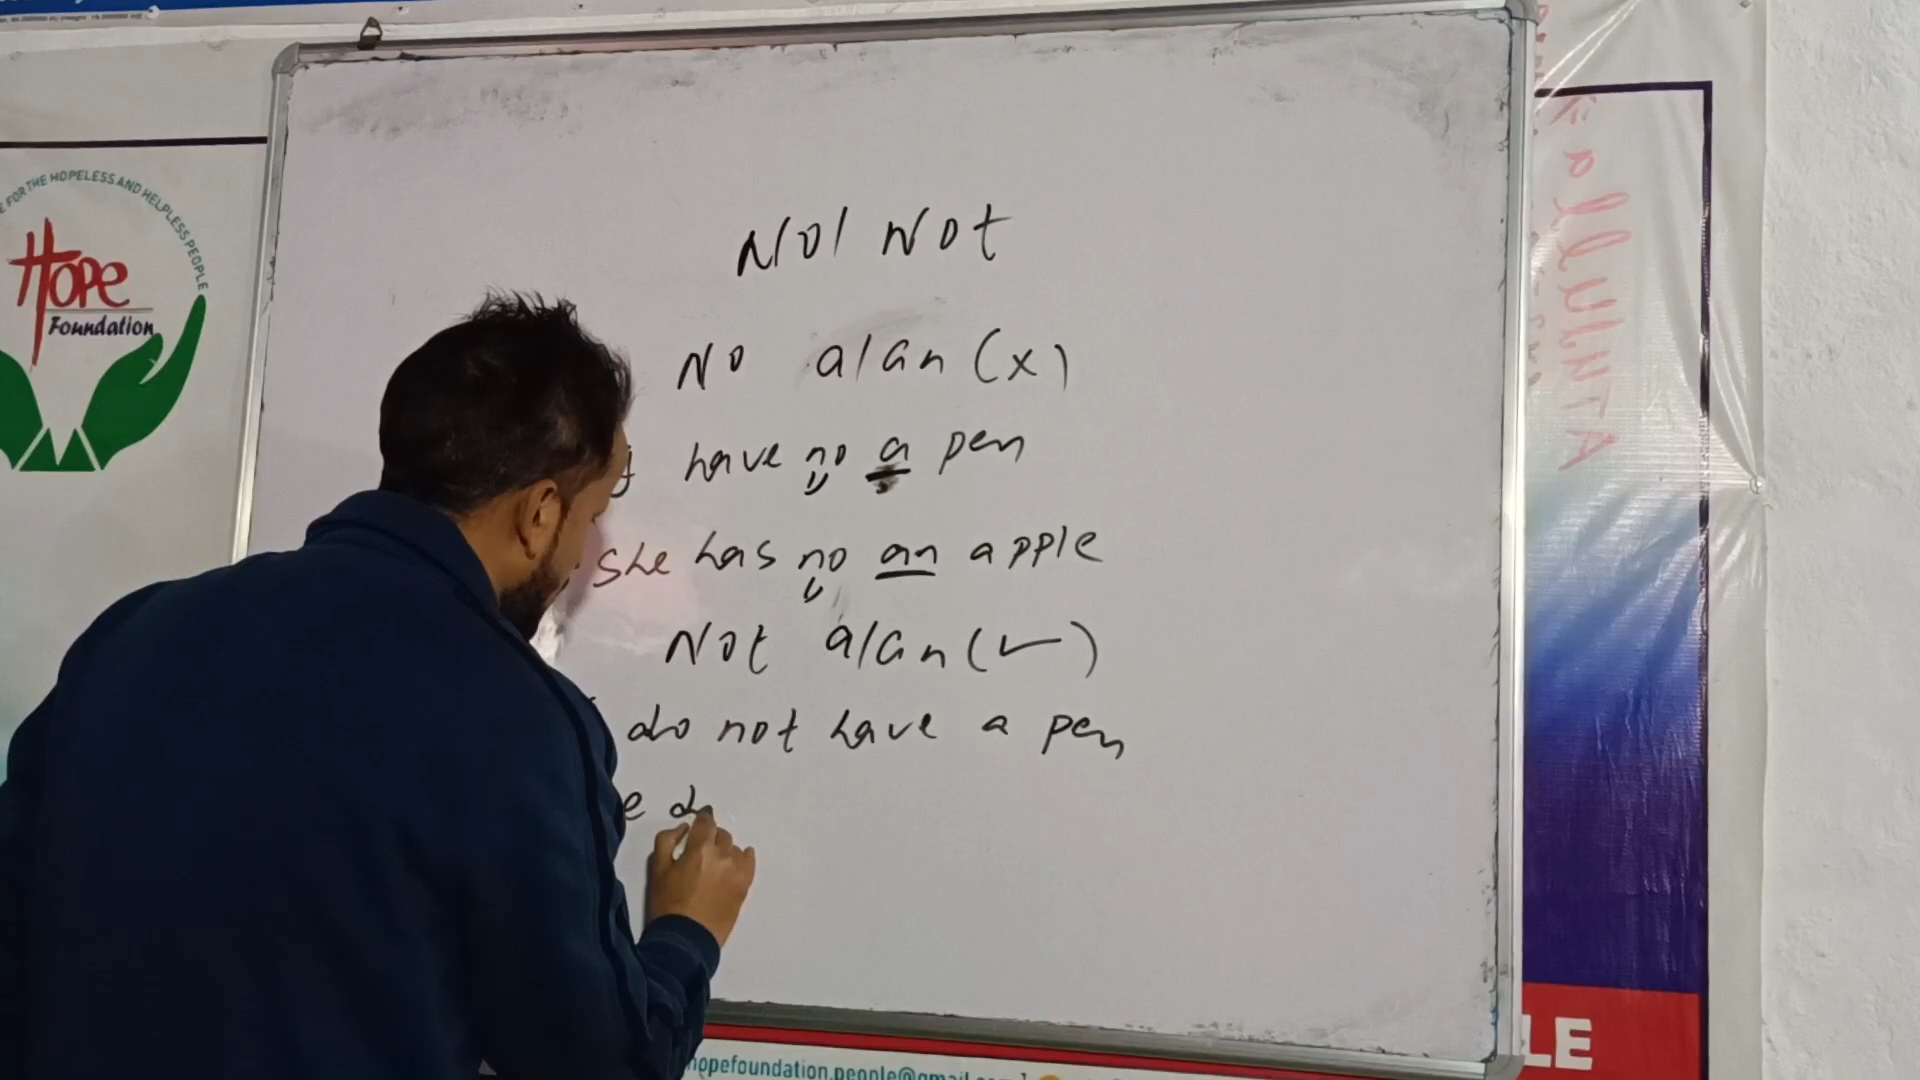 FOR THE HOPELESS AND HELPLESS PEOPLE
HOPE
Foundation
No/Not
No a/an (x)
I have no a pen
She has no an apple
Not a/an (✓)
do not have a pen
e do
hopefoundation.people@gmail.com
LE